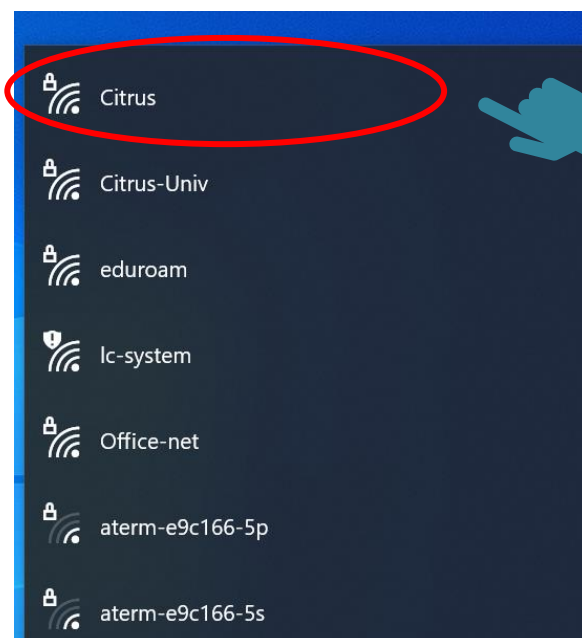 Citrus
Citrus-Univ
eduroam
lc-system
Office-net
aterm-e9c166-5p
aterm-e9c166-5s